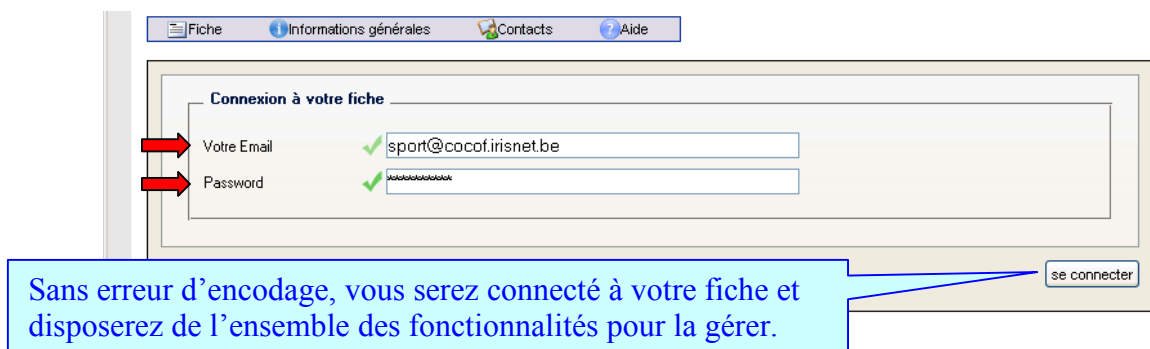 Fiche Informations générales Contacts Aide
Connexion à votre fiche
Votre Email sport@cocof.irisnet.be
Password ***********
se connecter
Sans erreur d’encodage, vous serez connecté à votre fiche et
disposerez de l’ensemble des fonctionnalités pour la gérer.